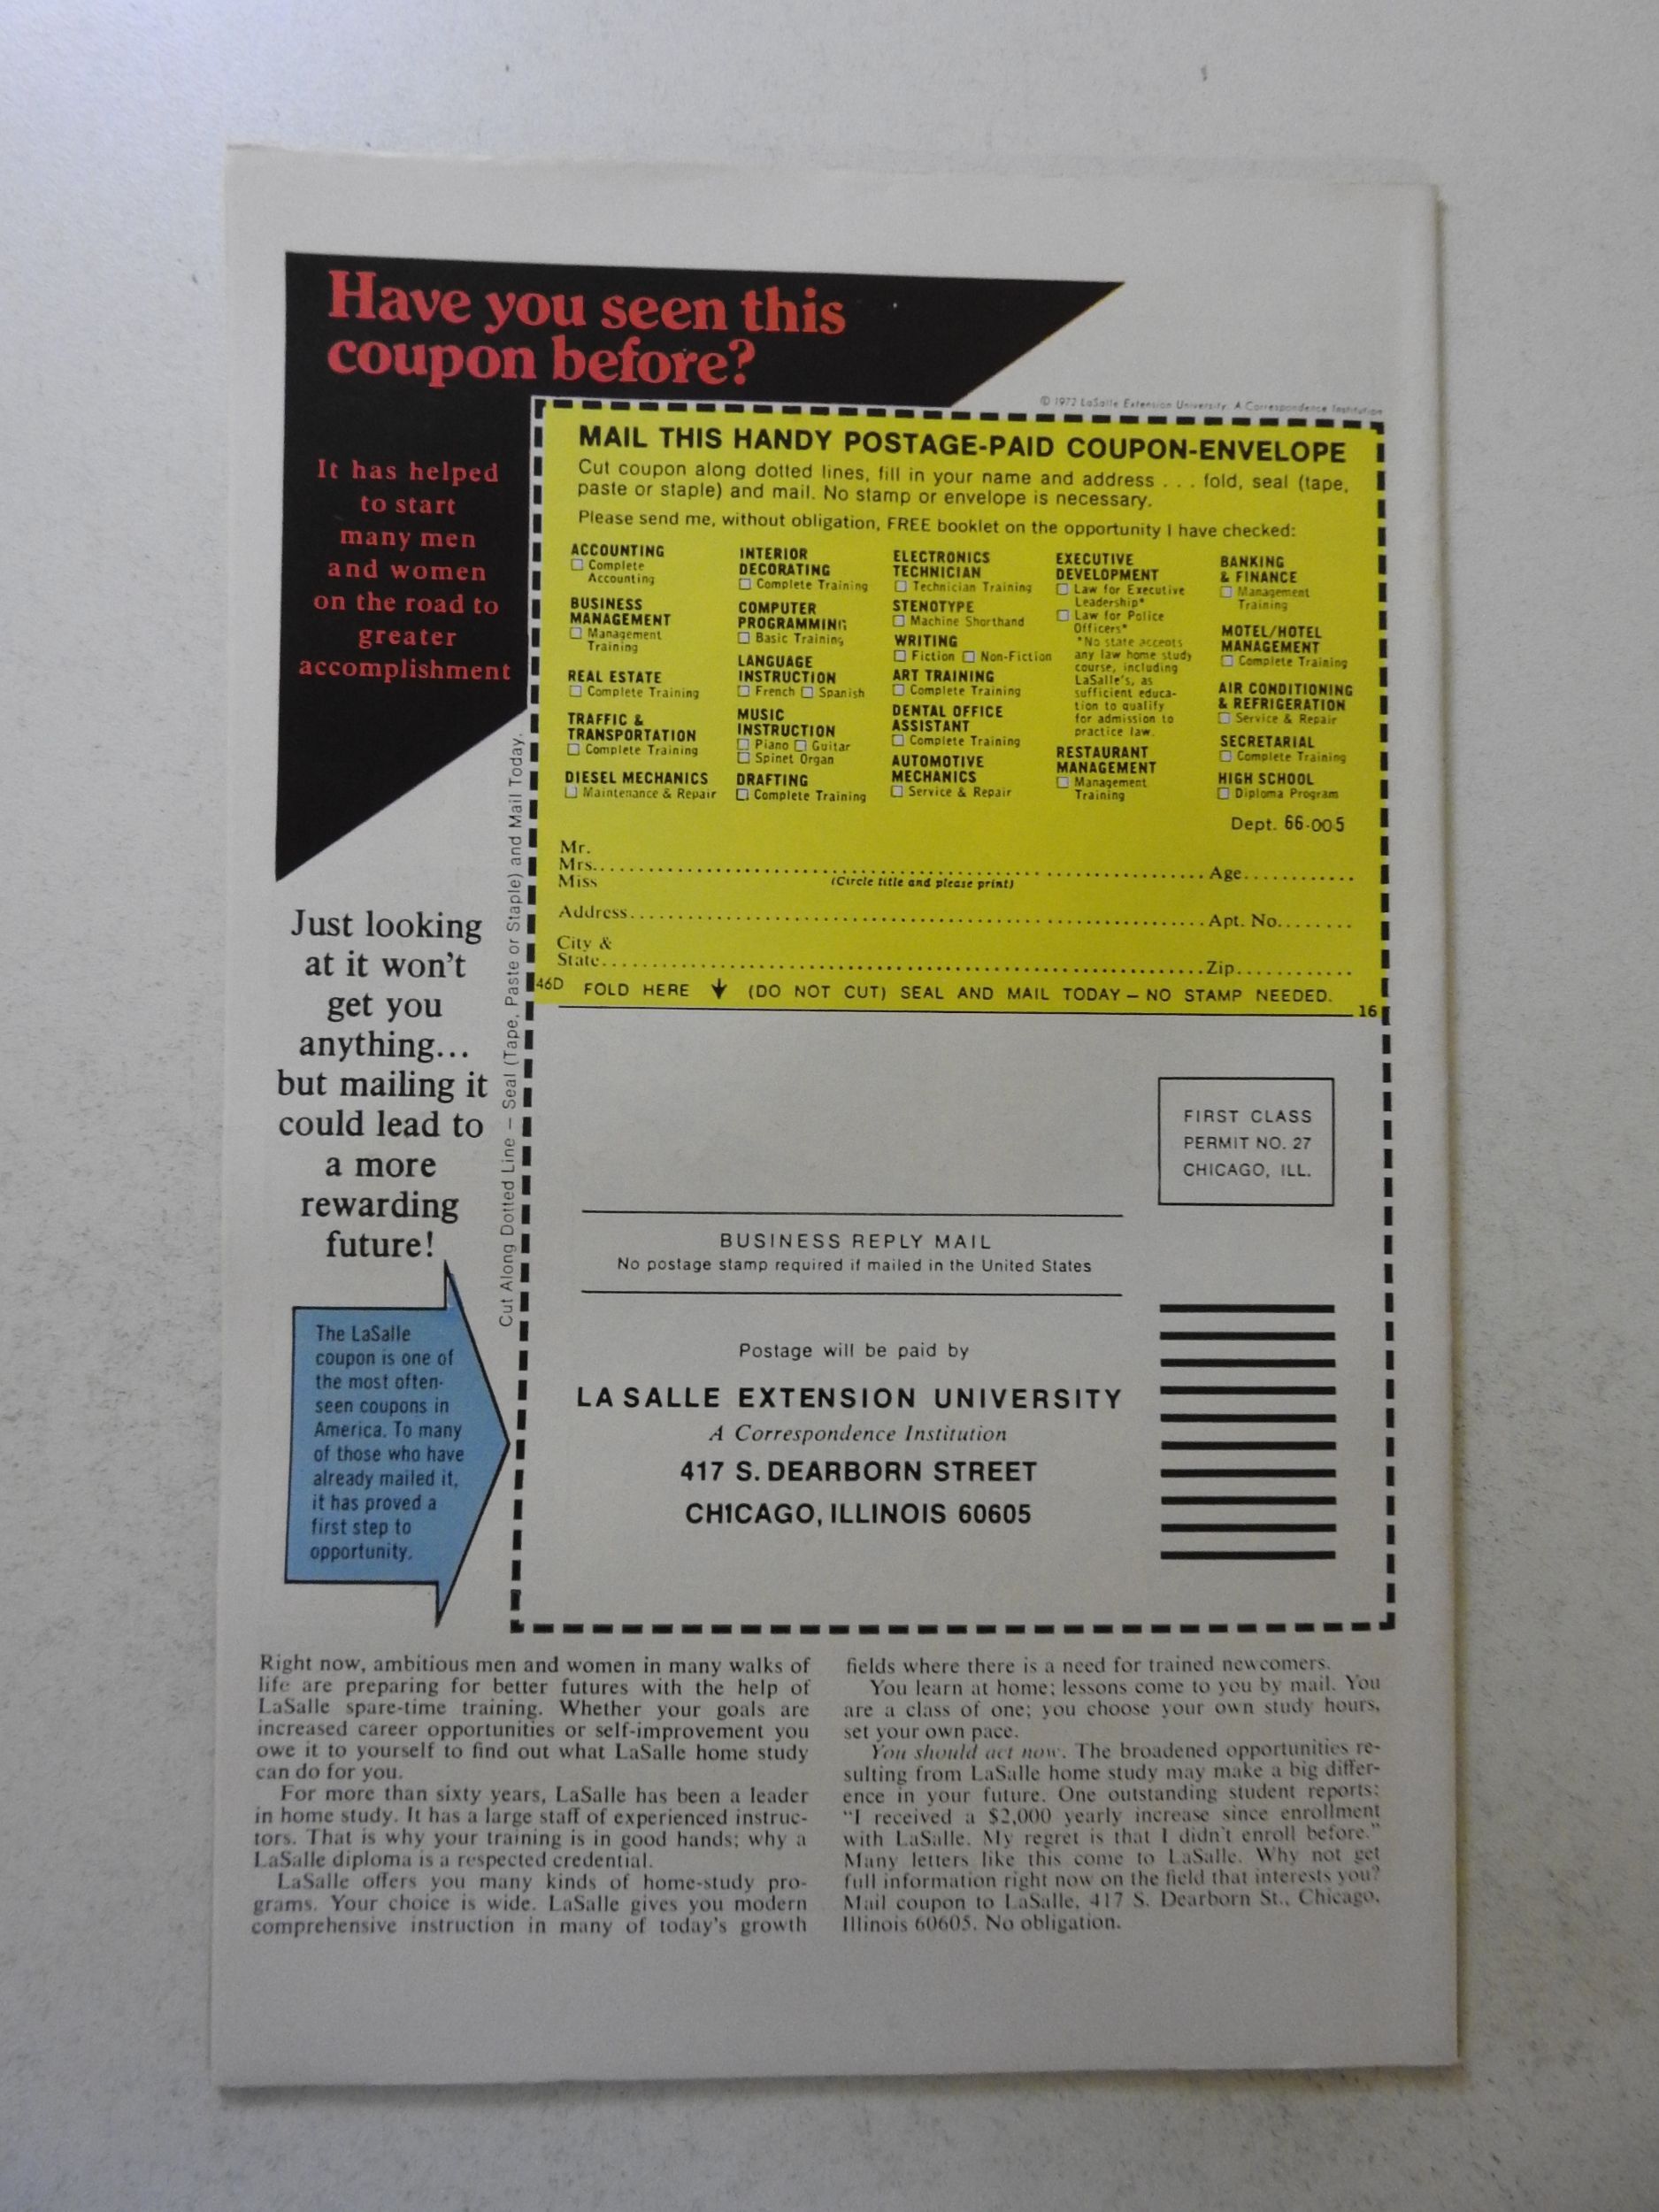 Have you seen this
coupon before?
It has helped
to start
many men
and women
on the road to
greater
accomplishment
© 1972 LaSalle Extension University: A Correspondence Institution
MAIL THIS HANDY POSTAGE-PAID COUPON-ENVELOPE
Cut coupon along dotted lines, fill in your name and address . . . fold, seal (tape,
paste or staple) and mail. No stamp or envelope is necessary.
Please send me, without obligation, FREE booklet on the opportunity I have checked:
ACCOUNTING
☐ Complete
Accounting
BUSINESS
MANAGEMENT
☐ Management
Training
REAL ESTATE
☐ Complete Training
TRAFFIC &
TRANSPORTATION
☐ Complete Training
DIESEL MECHANICS
☐ Maintenance & Repair
INTERIOR
DECORATING
☐ Complete Training
COMPUTER
PROGRAMMING
☐ Basic Training
LANGUAGE
INSTRUCTION
☐ French ☐ Spanish
MUSIC
INSTRUCTION
☐ Piano ☐ Guitar
☐ Spinet Organ
DRAFTING
☐ Complete Training
ELECTRONICS
TECHNICIAN
☐ Technician Training
STENOTYPE
☐ Machine Shorthand
WRITING
☐ Fiction ☐ Non-Fiction
ART TRAINING
☐ Complete Training
DENTAL OFFICE
ASSISTANT
☐ Complete Training
AUTOMOTIVE
MECHANICS
☐ Service & Repair
EXECUTIVE
DEVELOPMENT
☐ Law for Executive
Leadership*
☐ Law for Police
Officers*
*No state accepts
any law home study
course, including
LaSalle's, as
sufficient educa-
tion to qualify
for admission to
practice law.
RESTAURANT
MANAGEMENT
☐ Management
Training
BANKING
& FINANCE
☐ Management
Training
MOTEL/HOTEL
MANAGEMENT
☐ Complete Training
AIR CONDITIONING
& REFRIGERATION
☐ Service & Repair
SECRETARIAL
☐ Complete Training
HIGH SCHOOL
☐ Diploma Program
Dept. 66-005
Mr.
Mrs. Age
Miss (Circle title and please print)
Address Apt. No.
City &
State Zip
46D FOLD HERE ↓ (DO NOT CUT) SEAL AND MAIL TODAY – NO STAMP NEEDED.
16
Cut Along Dotted Line – Seal (Tape, Paste or Staple) and Mail Today.
Just looking
at it won't
get you
anything...
but mailing it
could lead to
a more
rewarding
future!
The LaSalle
coupon is one of
the most often-
seen coupons in
America. To many
of those who have
already mailed it,
it has proved a
first step to
opportunity.
FIRST CLASS
PERMIT NO. 27
CHICAGO, ILL.
BUSINESS REPLY MAIL
No postage stamp required if mailed in the United States
Postage will be paid by
LA SALLE EXTENSION UNIVERSITY
A Correspondence Institution
417 S. DEARBORN STREET
CHICAGO, ILLINOIS 60605
Right now, ambitious men and women in many walks of
life are preparing for better futures with the help of
LaSalle spare-time training. Whether your goals are
increased career opportunities or self-improvement you
owe it to yourself to find out what LaSalle home study
can do for you.
For more than sixty years, LaSalle has been a leader
in home study. It has a large staff of experienced instruc-
tors. That is why your training is in good hands; why a
LaSalle diploma is a respected credential.
LaSalle offers you many kinds of home-study pro-
grams. Your choice is wide. LaSalle gives you modern
comprehensive instruction in many of today's growth
fields where there is a need for trained newcomers.
You learn at home; lessons come to you by mail. You
are a class of one; you choose your own study hours,
set your own pace.
You should act now. The broadened opportunities re-
sulting from LaSalle home study may make a big differ-
ence in your future. One outstanding student reports:
"I received a $2,000 yearly increase since enrollment
with LaSalle. My regret is that I didn't enroll before."
Many letters like this come to LaSalle. Why not get
full information right now on the field that interests you?
Mail coupon to LaSalle, 417 S. Dearborn St., Chicago,
Illinois 60605. No obligation.